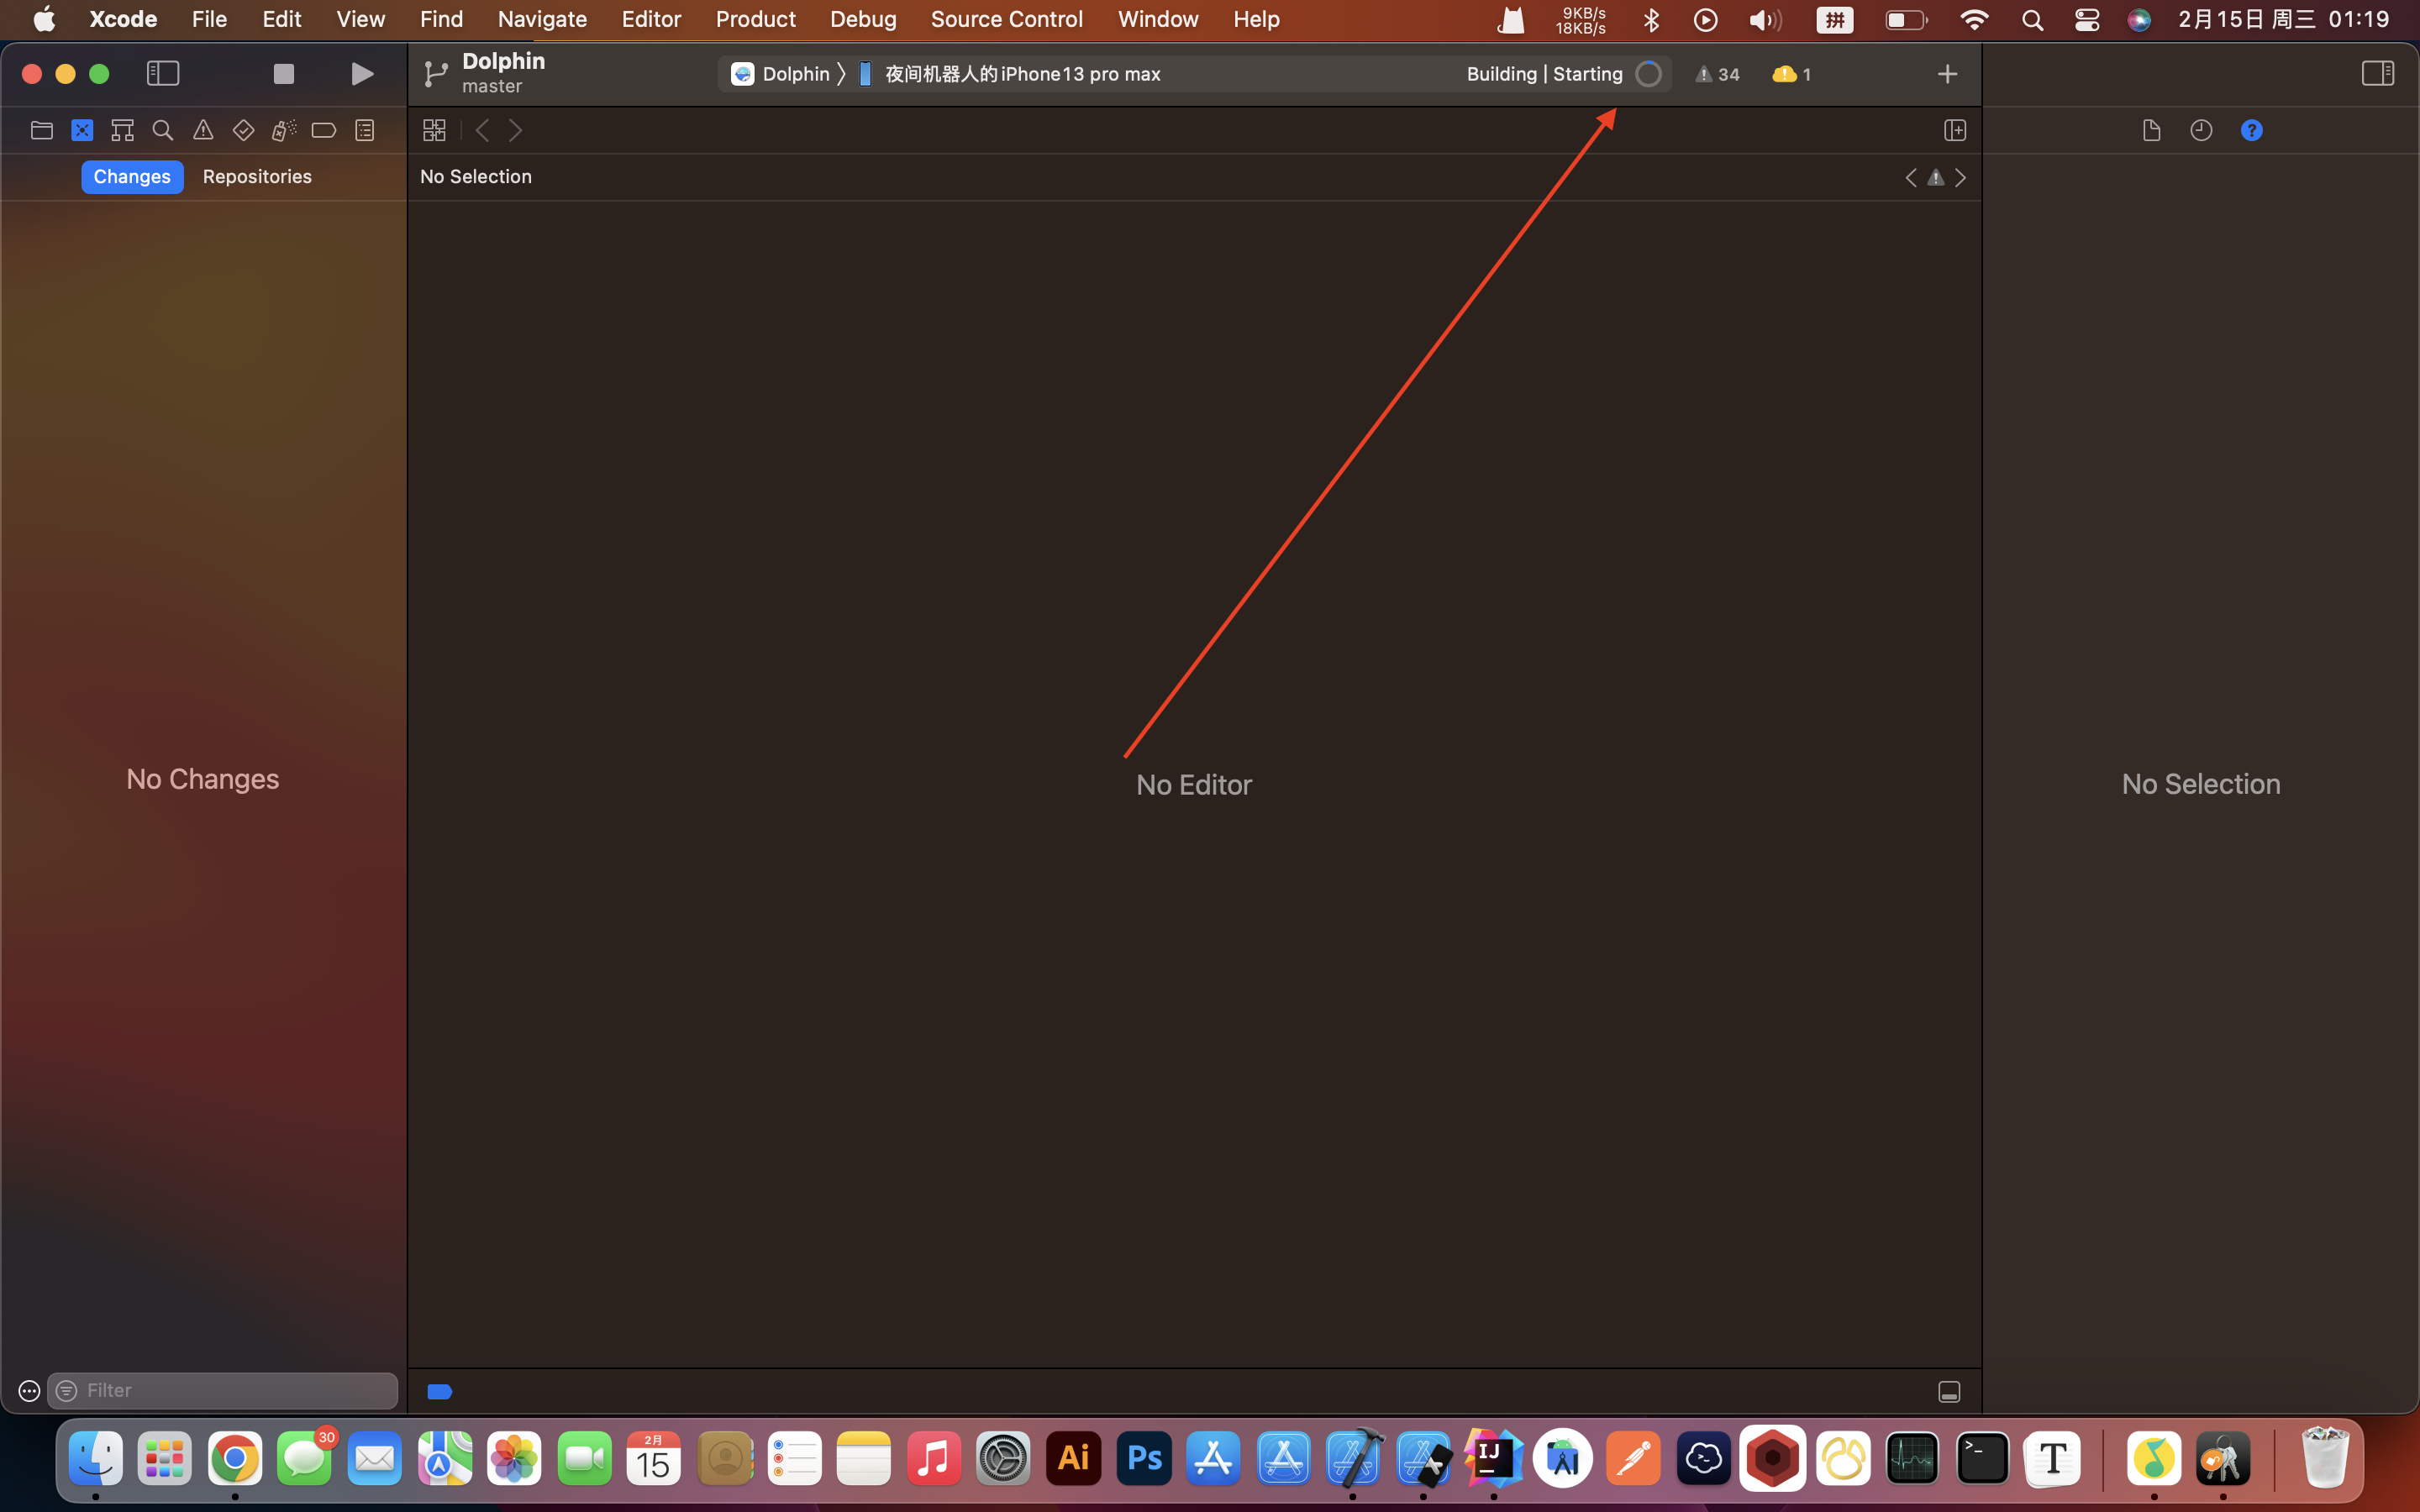 Xcode File Edit View Find Navigate Editor Product Debug Source Control Window Help
9KB/s
18KB/s
拼
2月15日 周三 01:19
Dolphin
master
Dolphin 〉 夜间机器人的iPhone13 pro max
Building | Starting
34
1
Changes Repositories
No Selection
No Changes
No Editor
No Selection
Filter
30
2月
15
Ai
Ps
IJ
T